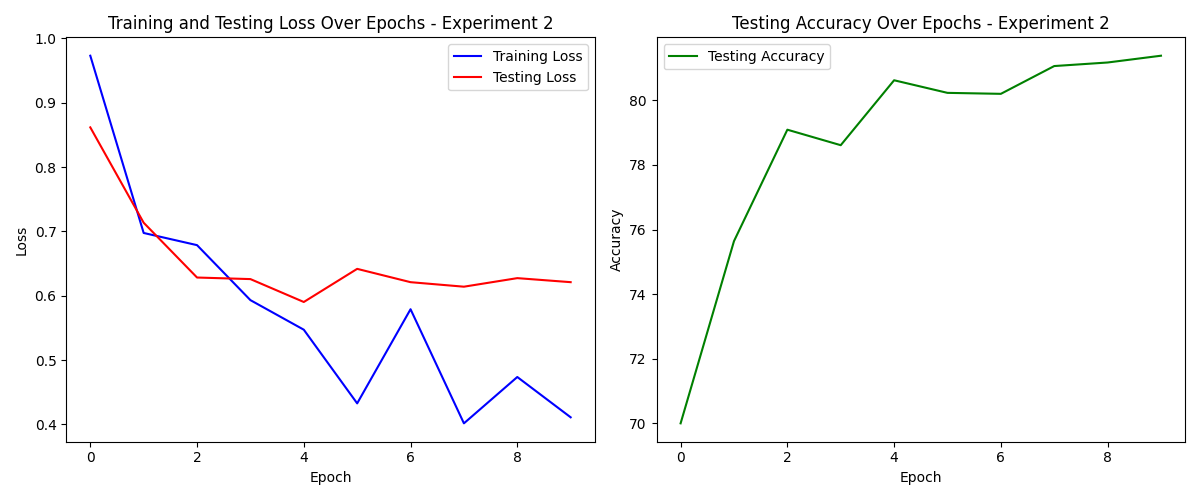 Training and Testing Loss Over Epochs - Experiment 2
1.0
0.9
0.8
0.7
0.6
0.5
0.4
Loss
0 2 4 6 8
Epoch
Training Loss
Testing Loss
Testing Accuracy Over Epochs - Experiment 2
80
78
76
74
72
70
Accuracy
0 2 4 6 8
Epoch
Testing Accuracy